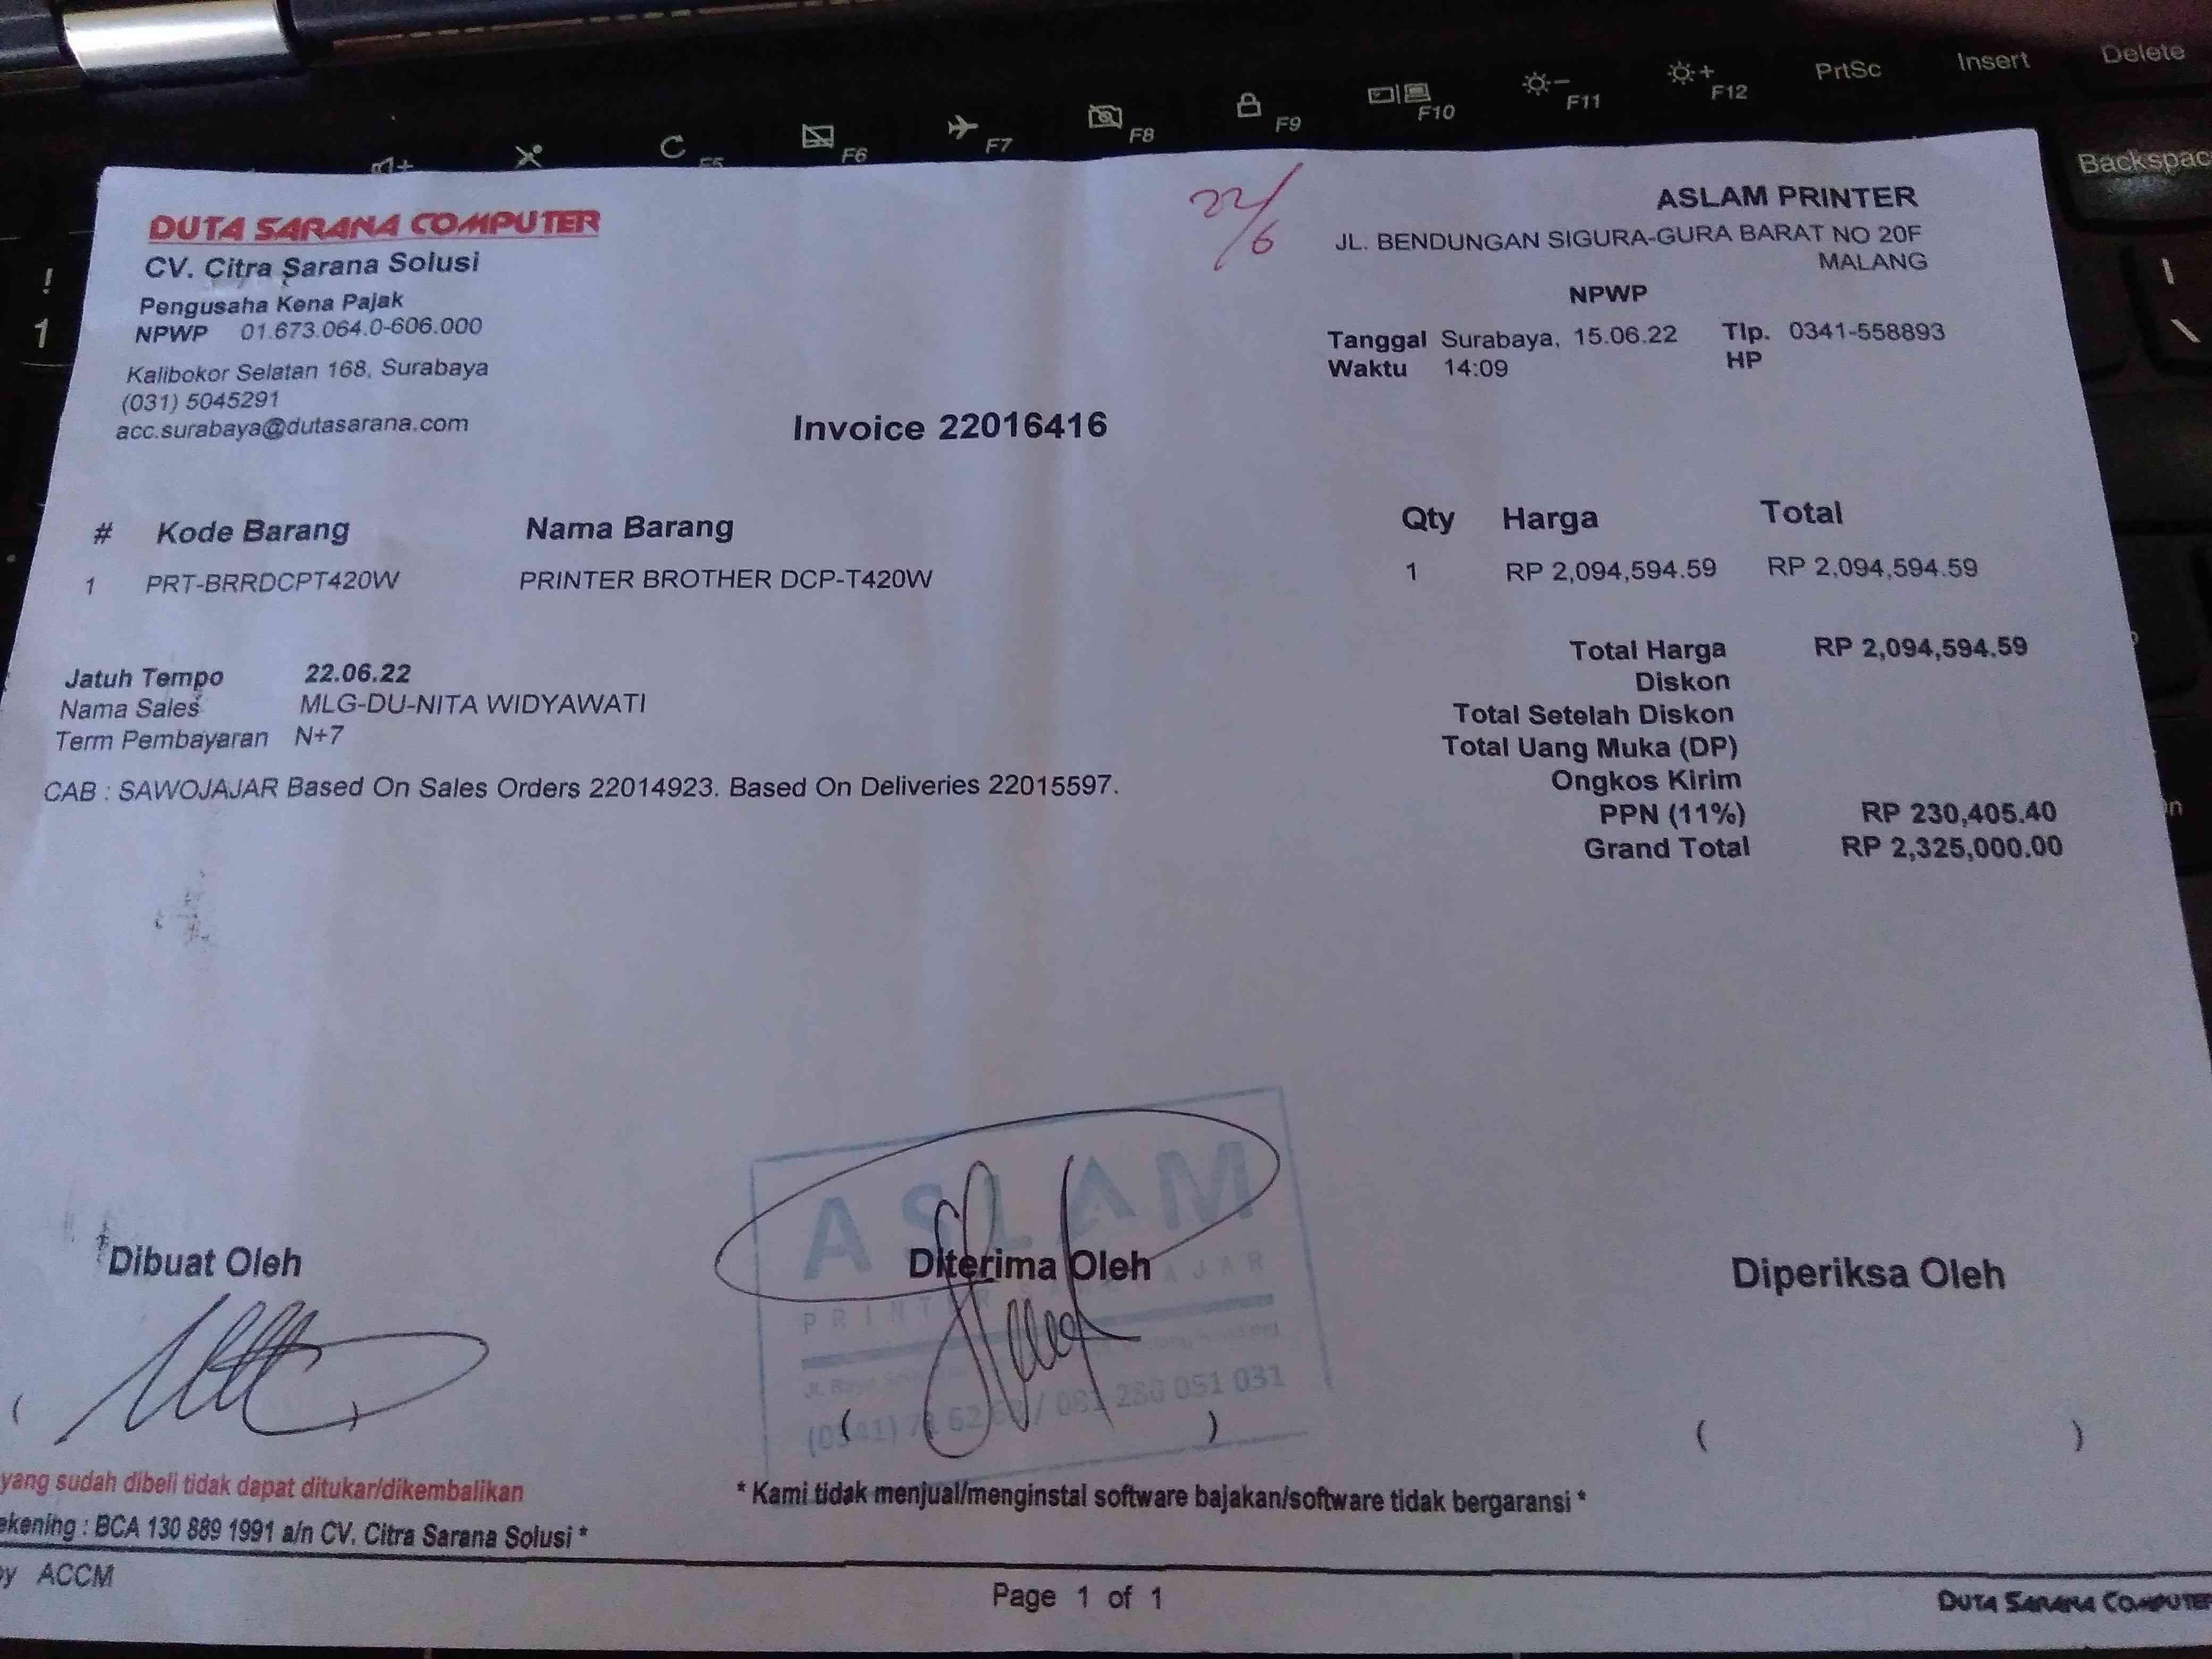 PrtSc
Insert
Delete
F5
F6
F7
F8
F9
F10
F11
F12
!
1
22/6
DUTA SARANA COMPUTER
CV. Citra Sarana Solusi
Pengusaha Kena Pajak
NPWP 01.673.064.0-606.000
Kalibokor Selatan 168, Surabaya
(031) 5045291
acc.surabaya@dutasarana.com
ASLAM PRINTER
JL. BENDUNGAN SIGURA-GURA BARAT NO 20F
MALANG
NPWP
Tanggal Surabaya, 15.06.22 Tlp. 0341-558893
Waktu 14:09 HP
Invoice 22016416
# Kode Barang Nama Barang Qty Harga Total
1 PRT-BRRDCPT420W PRINTER BROTHER DCP-T420W 1 RP 2,094,594.59 RP 2,094,594.59
Jatuh Tempo 22.06.22
Nama Sales MLG-DU-NITA WIDYAWATI
Term Pembayaran N+7
CAB : SAWOJAJAR Based On Sales Orders 22014923. Based On Deliveries 22015597.
Total Harga RP 2,094,594.59
Diskon
Total Setelah Diskon
Total Uang Muka (DP)
Ongkos Kirim
PPN (11%) RP 230,405.40
Grand Total RP 2,325,000.00
ASLAM
Dibuat Oleh Diterima Oleh Diperiksa Oleh
051 031
( ) ( ) ( )
yang sudah dibeli tidak dapat ditukar/dikembalikan
* Kami tidak menjual/menginstal software bajakan/software tidak bergaransi *
ekening : BCA 130 889 1991 a/n CV. Citra Sarana Solusi *
by ACCM
Page 1 of 1
DUTA SARANA COMPUTER